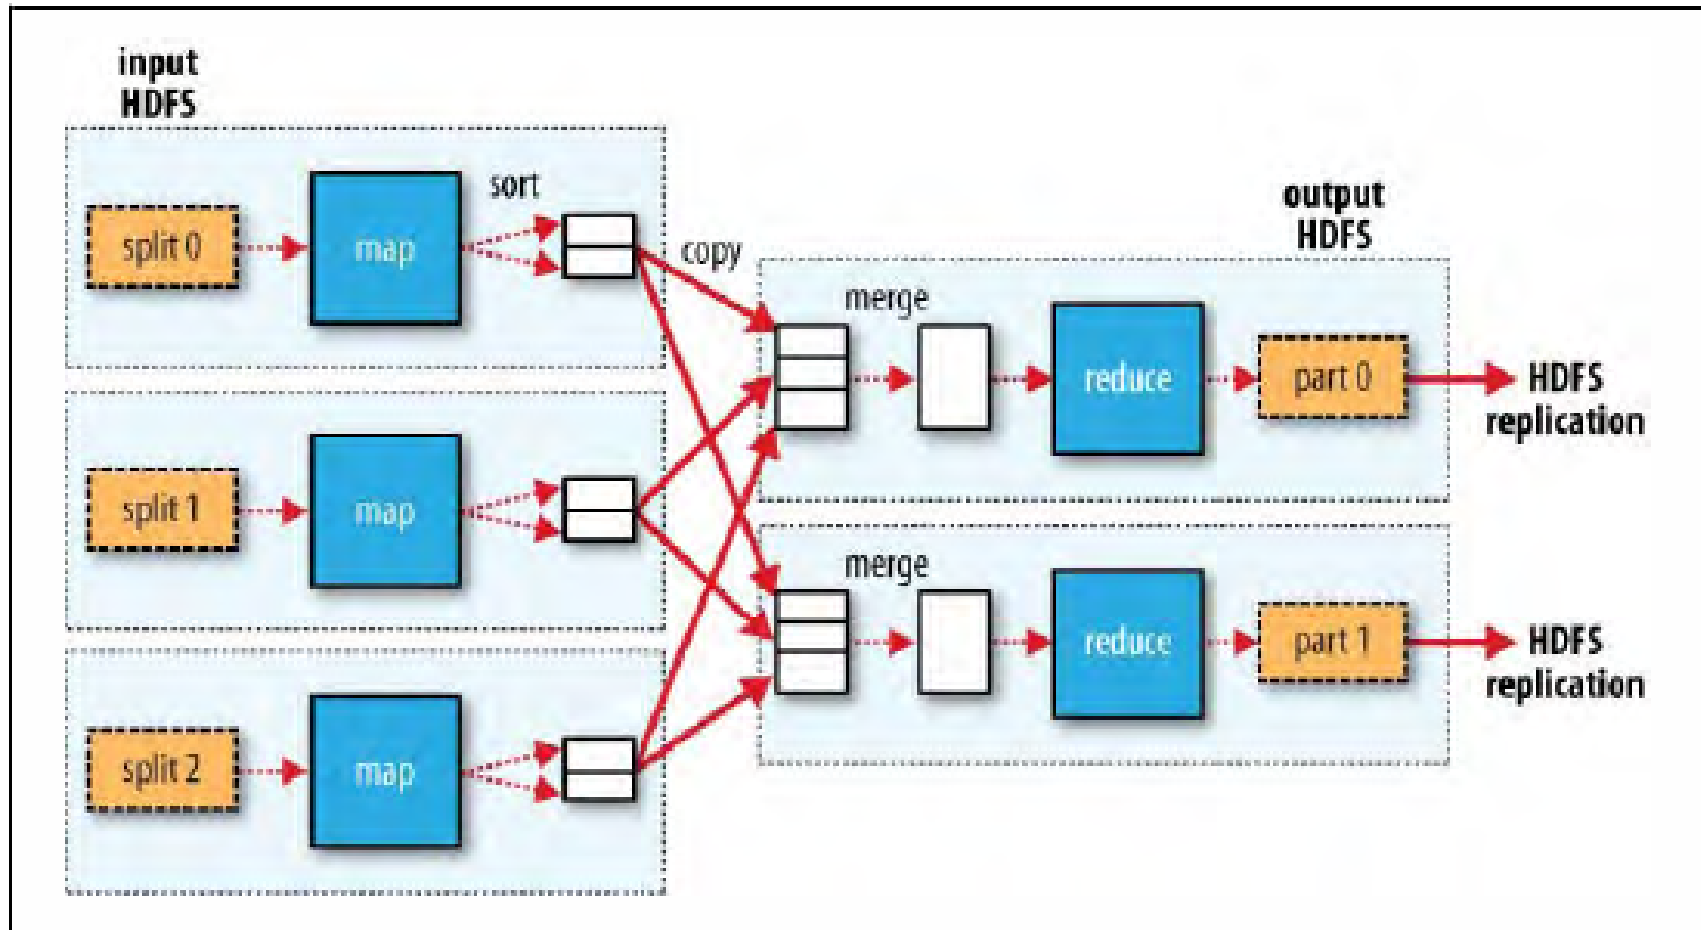 input
HDFS
split 0
map
sort
copy
split 1
map
split 2
map
output
HDFS
merge
reduce
part 0
HDFS
replication
merge
reduce
part 1
HDFS
replication